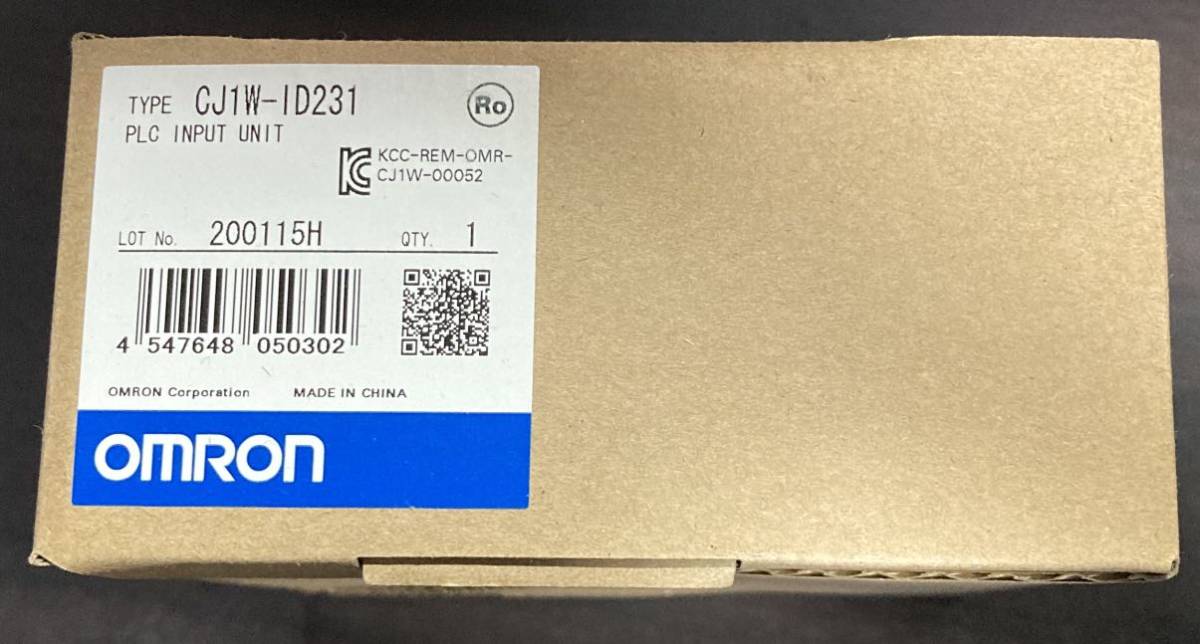 TYPE CJ1W-ID231
Ro
PLC INPUT UNIT
KCC-REM-OMR-
CJ1W-00052
LOT No. 200115H QTY. 1
4 547648 050302
OMRON Corporation MADE IN CHINA
OMRON